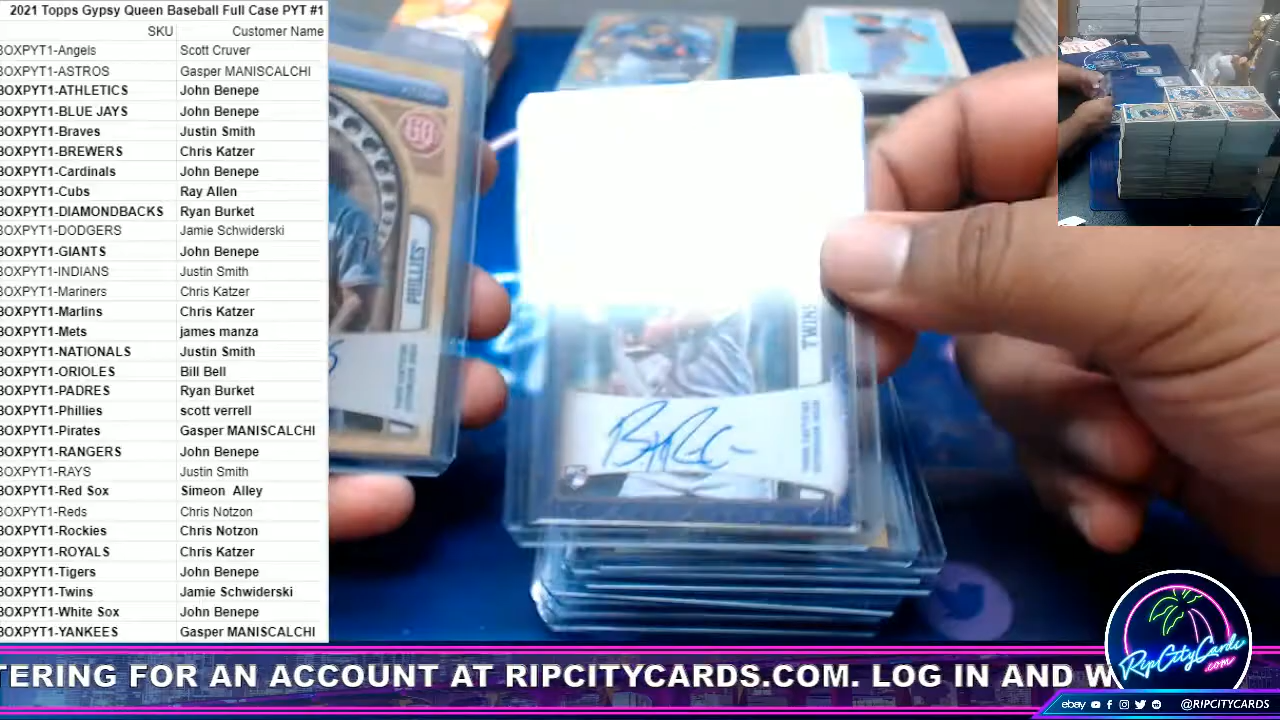 2021 Topps Gypsy Queen Baseball Full Case PYT #1
SKU Customer Name
BOXPYT1-Angels Scott Cruver
BOXPYT1-ASTROS Gasper MANISCALCHI
BOXPYT1-ATHLETICS John Benepe
BOXPYT1-BLUE JAYS John Benepe
BOXPYT1-Braves Justin Smith
BOXPYT1-BREWERS Chris Katzer
BOXPYT1-Cardinals John Benepe
BOXPYT1-Cubs Ray Allen
BOXPYT1-DIAMONDBACKS Ryan Burket
BOXPYT1-DODGERS Jamie Schwiderski
BOXPYT1-GIANTS John Benepe
BOXPYT1-INDIANS Justin Smith
BOXPYT1-Mariners Chris Katzer
BOXPYT1-Marlins Chris Katzer
BOXPYT1-Mets james manza
BOXPYT1-NATIONALS Justin Smith
BOXPYT1-ORIOLES Bill Bell
BOXPYT1-PADRES Ryan Burket
BOXPYT1-Phillies scott verrell
BOXPYT1-Pirates Gasper MANISCALCHI
BOXPYT1-RANGERS John Benepe
BOXPYT1-RAYS Justin Smith
BOXPYT1-Red Sox Simeon Alley
BOXPYT1-Reds Chris Notzon
BOXPYT1-Rockies Chris Notzon
BOXPYT1-ROYALS Chris Katzer
BOXPYT1-Tigers John Benepe
BOXPYT1-Twins Jamie Schwiderski
BOXPYT1-White Sox John Benepe
BOXPYT1-YANKEES Gasper MANISCALCHI
PHILLIES
TWINS
TERING FOR AN ACCOUNT AT RIPCITYCARDS.COM. LOG IN AND W
RipCityCards
.com
ebay @RIPCITYCARDS